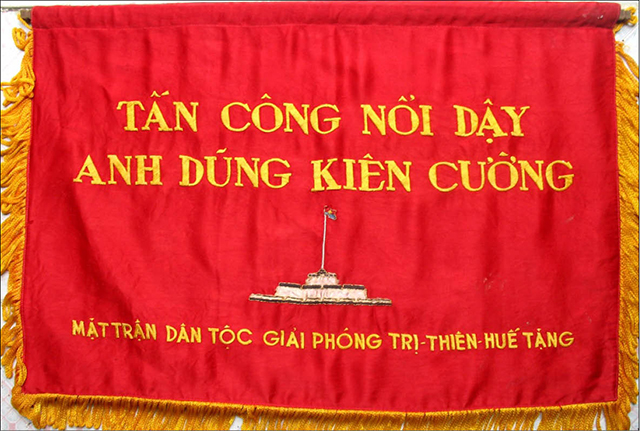 TẤN CÔNG NỔI DẬY
ANH DŨNG KIÊN CƯỜNG
MẶT TRẬN DÂN TỘC GIẢI PHÓNG TRỊ-THIÊN-HUẾ TẶNG